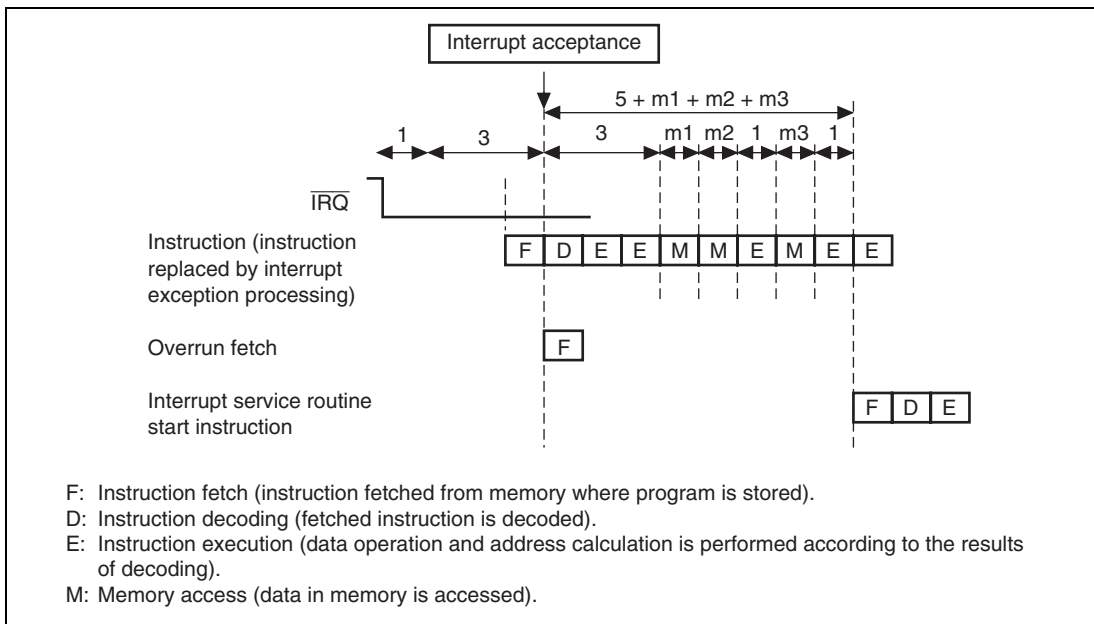 Interrupt acceptance
5 + m1 + m2 + m3
1 3 3 m1 m2 1 m3 1
IRQ
Instruction (instruction
replaced by interrupt
exception processing)
F D E E M M E M E E
Overrun fetch
F
Interrupt service routine
start instruction
F D E
F: Instruction fetch (instruction fetched from memory where program is stored).
D: Instruction decoding (fetched instruction is decoded).
E: Instruction execution (data operation and address calculation is performed according to the results
of decoding).
M: Memory access (data in memory is accessed).